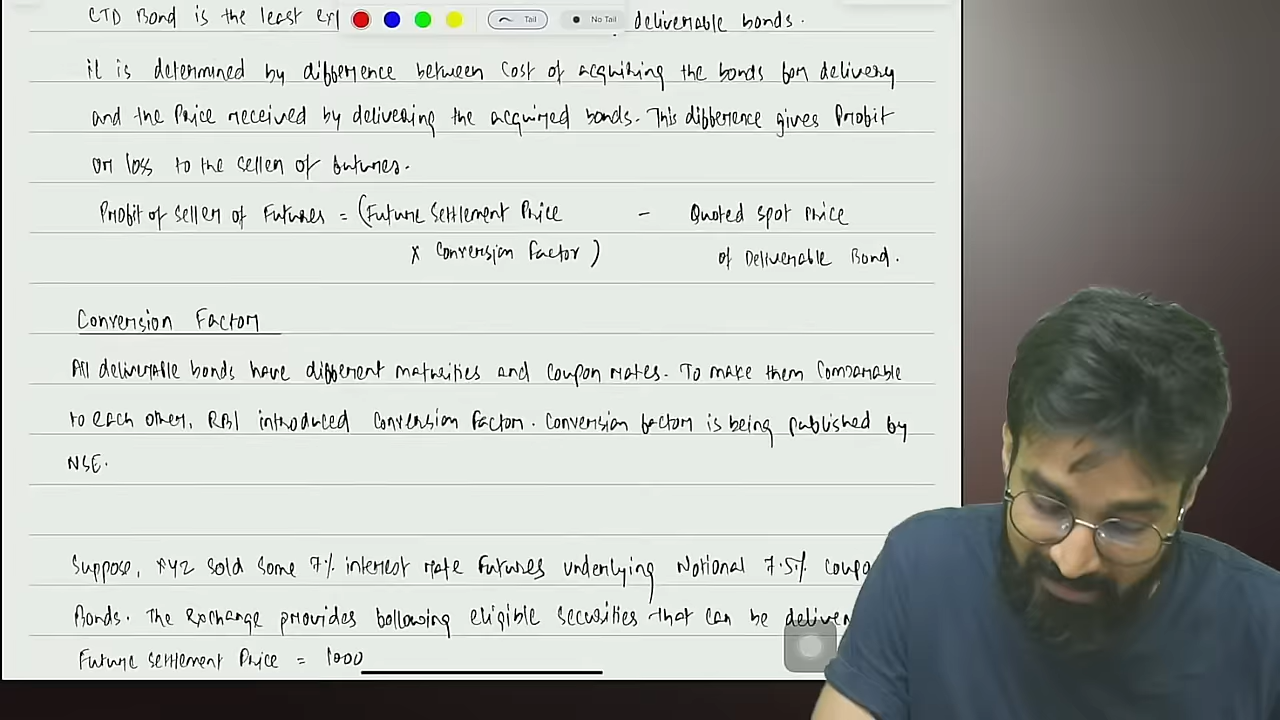 CTD Bond is the least deliverable bonds.
Tail
No Tail
it is determined by difference between Cost of acquiring the bonds for delivery
and the Price received by delivering the acquired bonds. This difference gives Profit
or loss to the seller of futures.
Profit of Seller of Futures = (Future Settlement Price - Quoted spot Price
x Conversion Factor) of Deliverable Bond.
Conversion Factor
All deliverable bonds have different maturities and coupon rates. To make them Comparable
to each other, RBI introduced Conversion Factor. Conversion factor is being published by
NSE.
Suppose, XYZ sold some 7% interest rate Futures underlying Notional 7.5% coupo
Bonds. The Exchange provides following eligible securities that can be deliver
Future Settlement Price = 1000